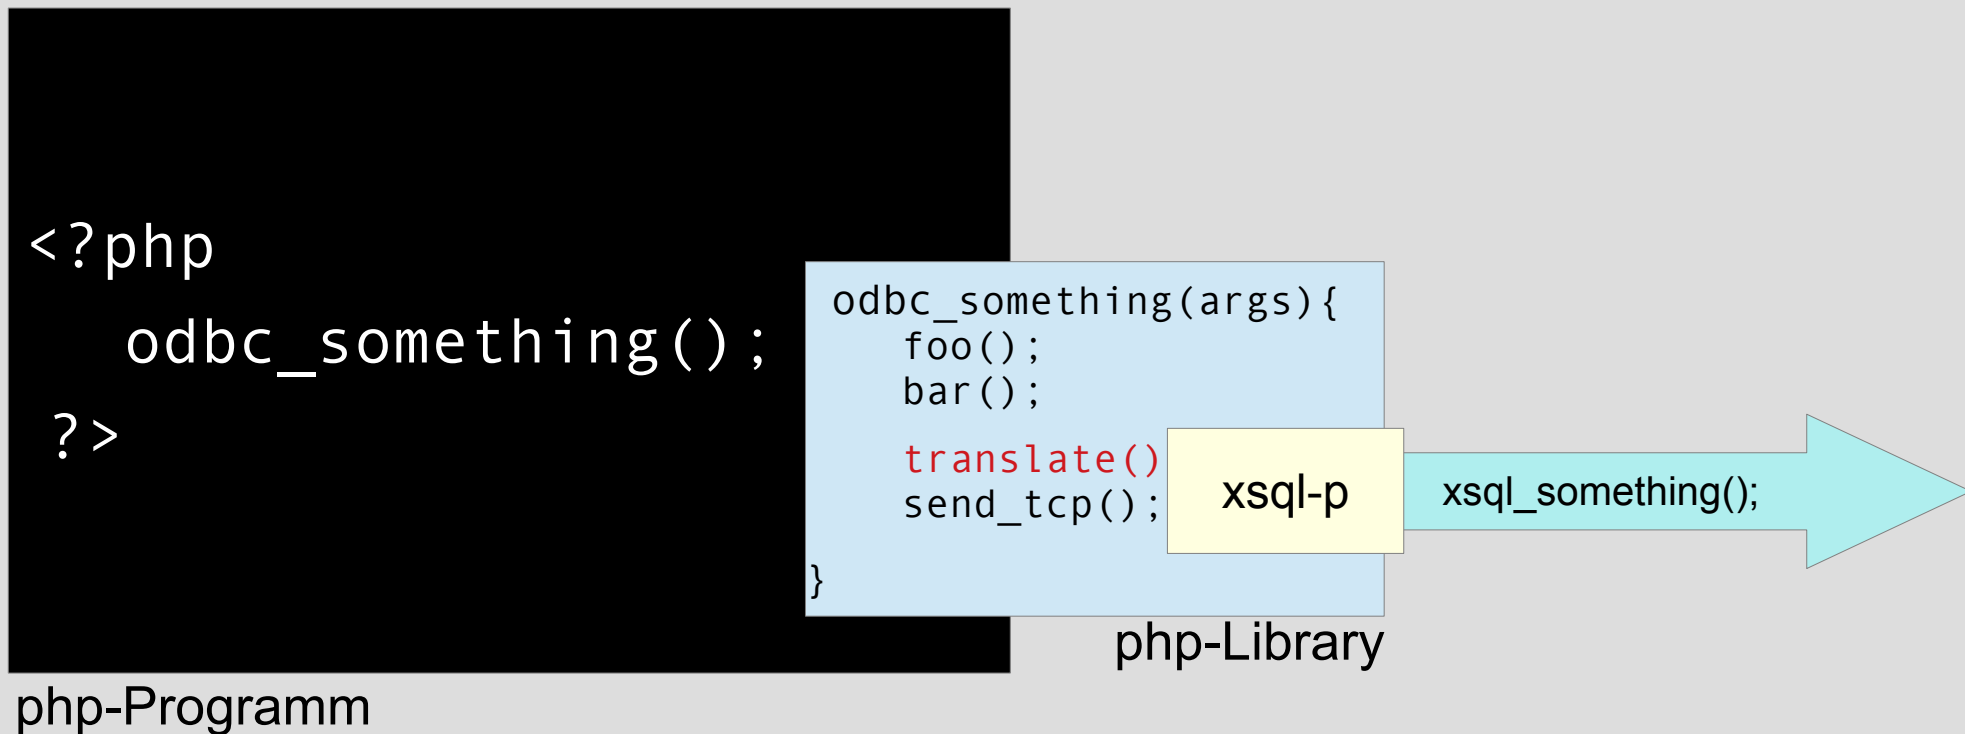 <?php
odbc_something();
?>
odbc_something(args){
foo();
bar();
translate()
send_tcp();
}
xsql-p
xsql_something();
php-Library
php-Programm